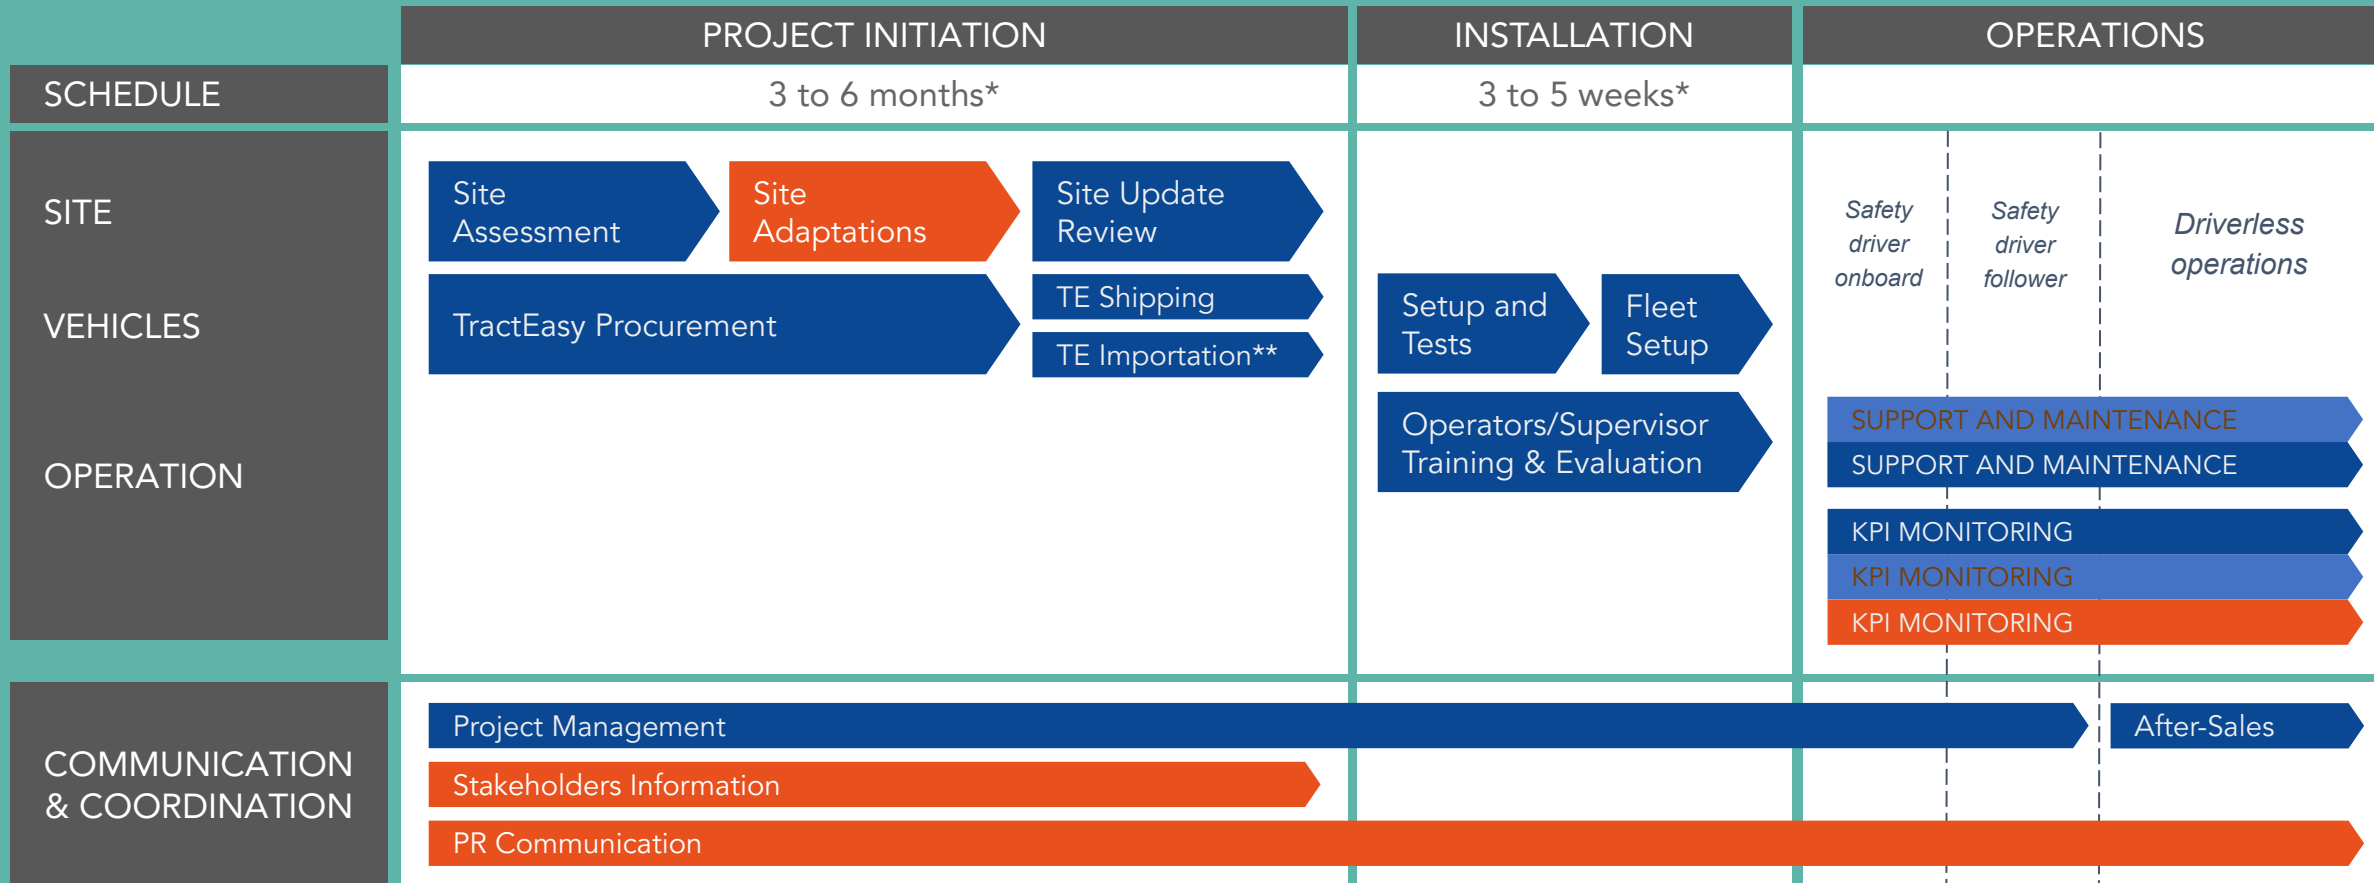 PROJECT INITIATION
INSTALLATION
OPERATIONS
SCHEDULE
3 to 6 months*
3 to 5 weeks*
SITE
Site
Assessment
Site
Adaptations
Site Update
Review
Safety
driver
onboard
Safety
driver
follower
Driverless
operations
VEHICLES
TractEasy Procurement
TE Shipping
TE Importation**
Setup and
Tests
Fleet
Setup
OPERATION
Operators/Supervisor
Training & Evaluation
SUPPORT AND MAINTENANCE
SUPPORT AND MAINTENANCE
KPI MONITORING
KPI MONITORING
KPI MONITORING
COMMUNICATION
& COORDINATION
Project Management
After-Sales
Stakeholders Information
PR Communication